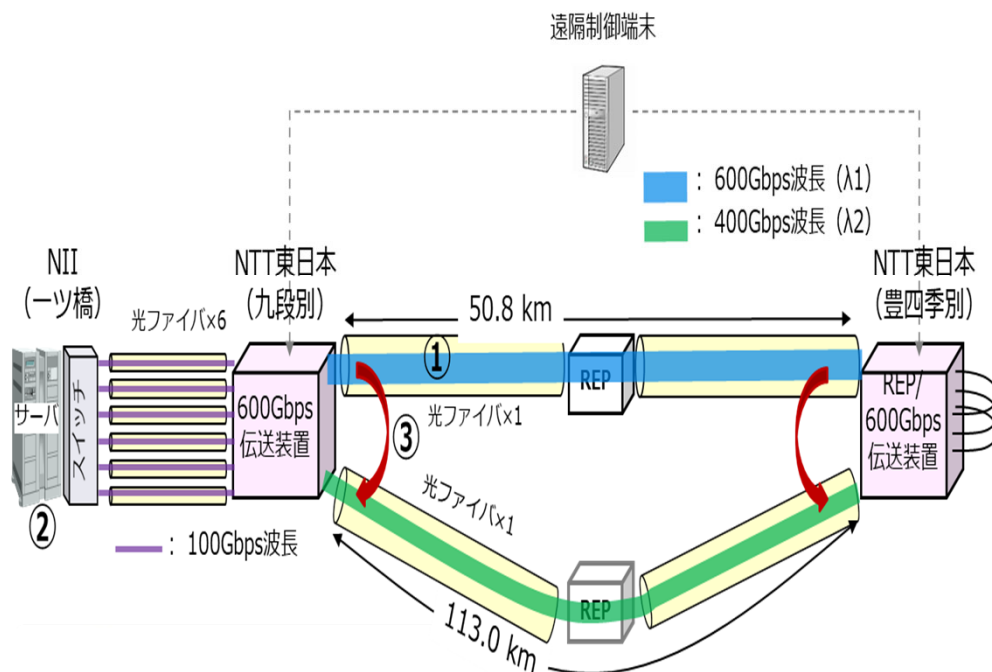 遠隔制御端末
: 600Gbps波長 (λ1)
: 400Gbps波長 (λ2)
NII
(一ツ橋)
NTT東日本
(九段別)
NTT東日本
(豊四季別)
光ファイバ×6
50.8 km
①
REP
サーバ
スイッチ
600Gbps
伝送装置
光ファイバ×1
③
REP/
600Gbps
伝送装置
光ファイバ×1
②
: 100Gbps波長
REP
113.0 km